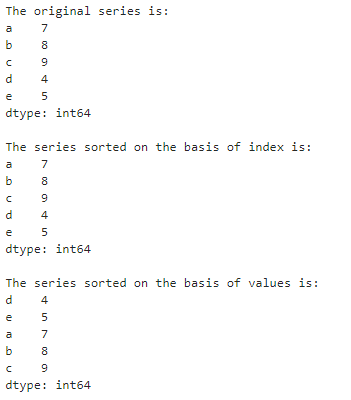 The original series is:
a    7
b    8
c    9
d    4
e    5
dtype: int64

The series sorted on the basis of index is:
a    7
b    8
c    9
d    4
e    5
dtype: int64

The series sorted on the basis of values is:
d    4
e    5
a    7
b    8
c    9
dtype: int64